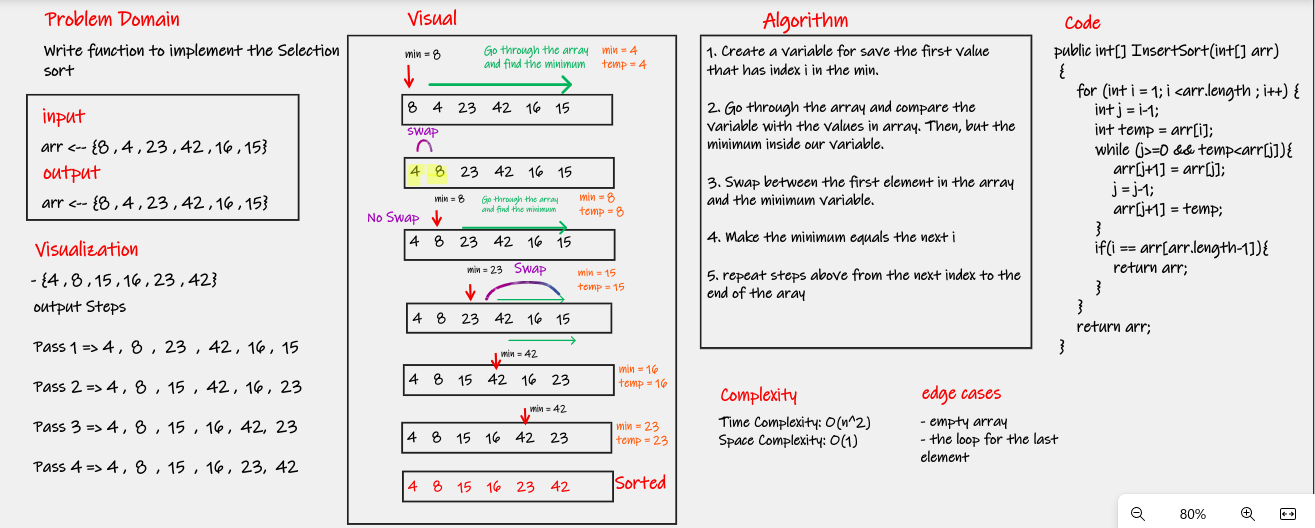 Problem Domain
Write function to implement the Selection
sort
input
arr <-- {8 , 4 , 23 , 42 , 16 , 15}
output
arr <-- {8 , 4 , 23 , 42 , 16 , 15}
Visualization
- {4 , 8 , 15 , 16 , 23 , 42}
output Steps
Pass 1 => 4 , 8 , 23 , 42 , 16 , 15
Pass 2 => 4 , 8 , 15 , 42 , 16 , 23
Pass 3 => 4 , 8 , 15 , 16 , 42, 23
Pass 4 => 4 , 8 , 15 , 16 , 23, 42
Visual
min = 8
Go through the array
and find the minimum
min = 4
temp = 4
8 4 23 42 16 15
swap
4 8 23 42 16 15
min = 8
Go through the array
and find the minimum
min = 8
temp = 8
No Swap
4 8 23 42 16 15
min = 23
Swap
min = 15
temp = 15
4 8 23 42 16 15
min = 42
min = 16
temp = 16
4 8 15 42 16 23
min = 42
min = 23
temp = 23
4 8 15 16 42 23
4 8 15 16 23 42
Sorted
Algorithm
1. Create a variable for save the first value
that has index i in the min.
2. Go through the array and compare the
variable with the values in array. Then, but the
minimum inside our variable.
3. Swap between the first element in the array
and the minimum variable.
4. Make the minimum equals the next i
5. repeat steps above from the next index to the
end of the aray
Complexity
Time Complexity: O(n^2)
Space Complexity: O(1)
edge cases
- empty array
- the loop for the last
element
Code
public int[] InsertSort(int[] arr)
{
for (int i = 1; i <arr.length ; i++) {
int j = i-1;
int temp = arr[i];
while (j>=0 && temp<arr[j]){
arr[j+1] = arr[j];
j = j-1;
arr[j+1] = temp;
}
if(i == arr[arr.length-1]){
return arr;
}
}
return arr;
}
80%